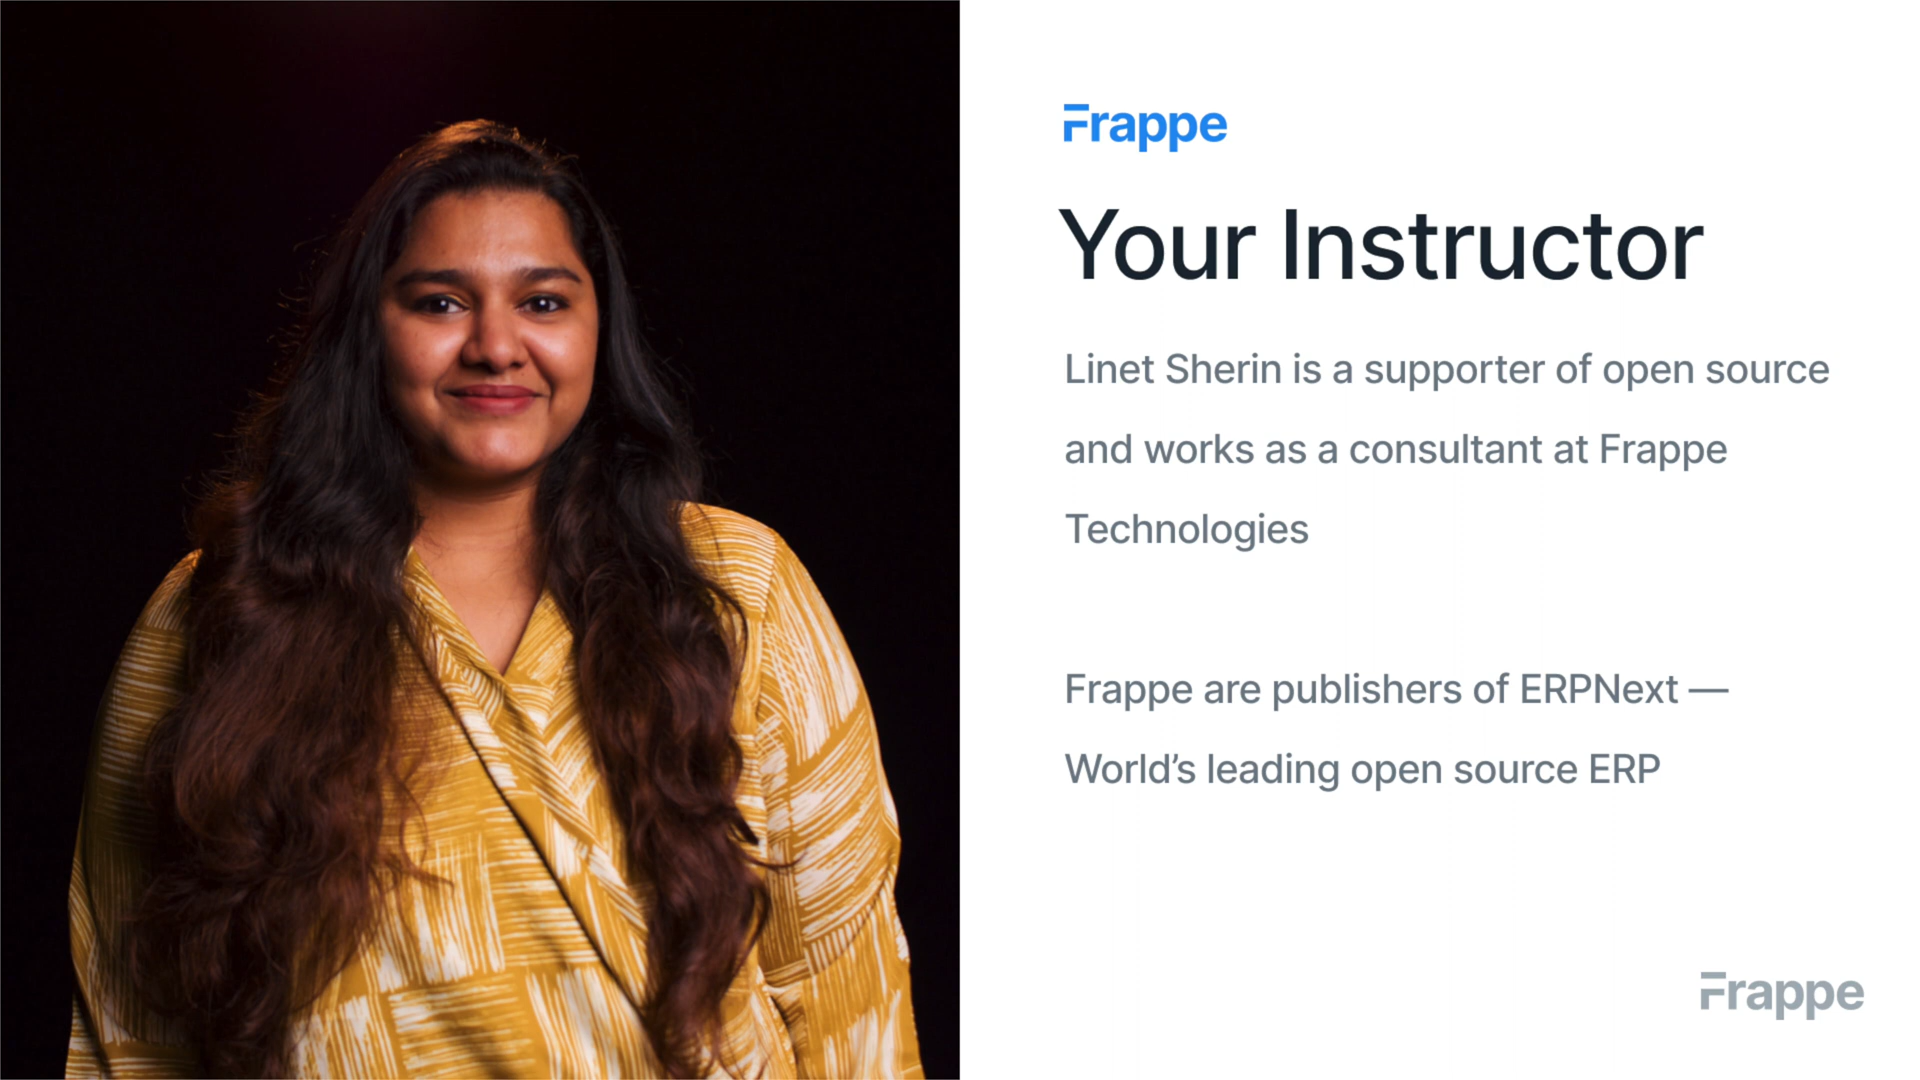 Frappe
Your Instructor
Linet Sherin is a supporter of open source
and works as a consultant at Frappe
Technologies
Frappe are publishers of ERPNext —
World’s leading open source ERP
Frappe